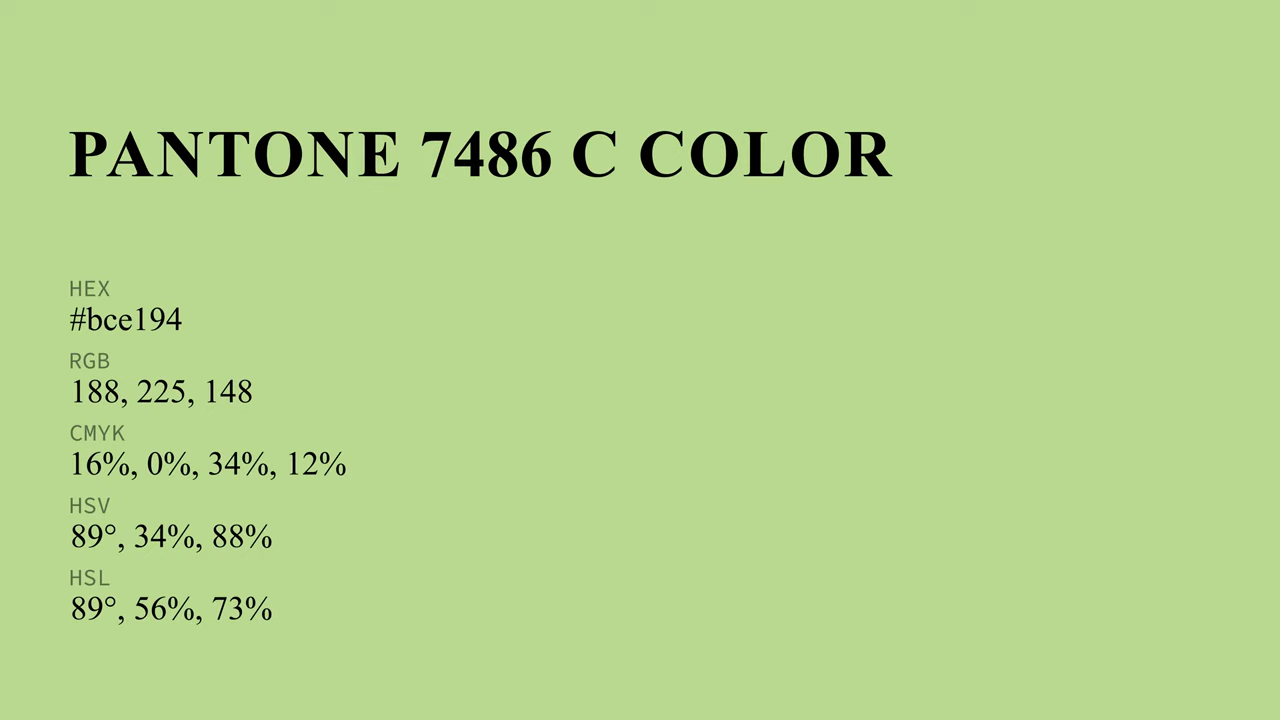 PANTONE 7486 C COLOR
HEX
#bce194
RGB
188, 225, 148
CMYK
16%, 0%, 34%, 12%
HSV
89°, 34%, 88%
HSL
89°, 56%, 73%